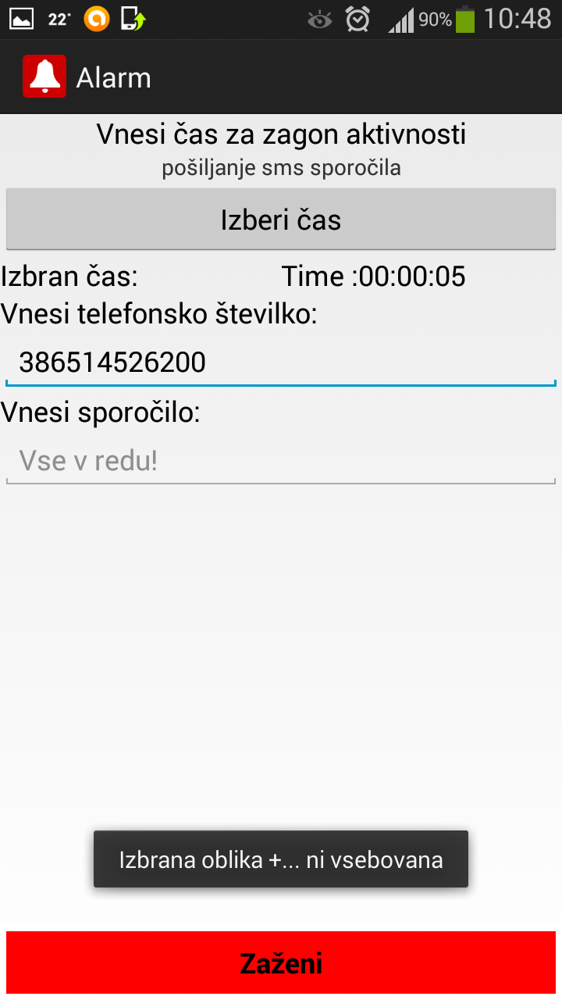 22° 90% 10:48
Alarm
Vnesi čas za zagon aktivnosti
pošiljanje sms sporočila
Izberi čas
Izbran čas: Time :00:00:05
Vnesi telefonsko številko:
386514526200
Vnesi sporočilo:
Vse v redu!
Izbrana oblika +... ni vsebovana
Zaženi